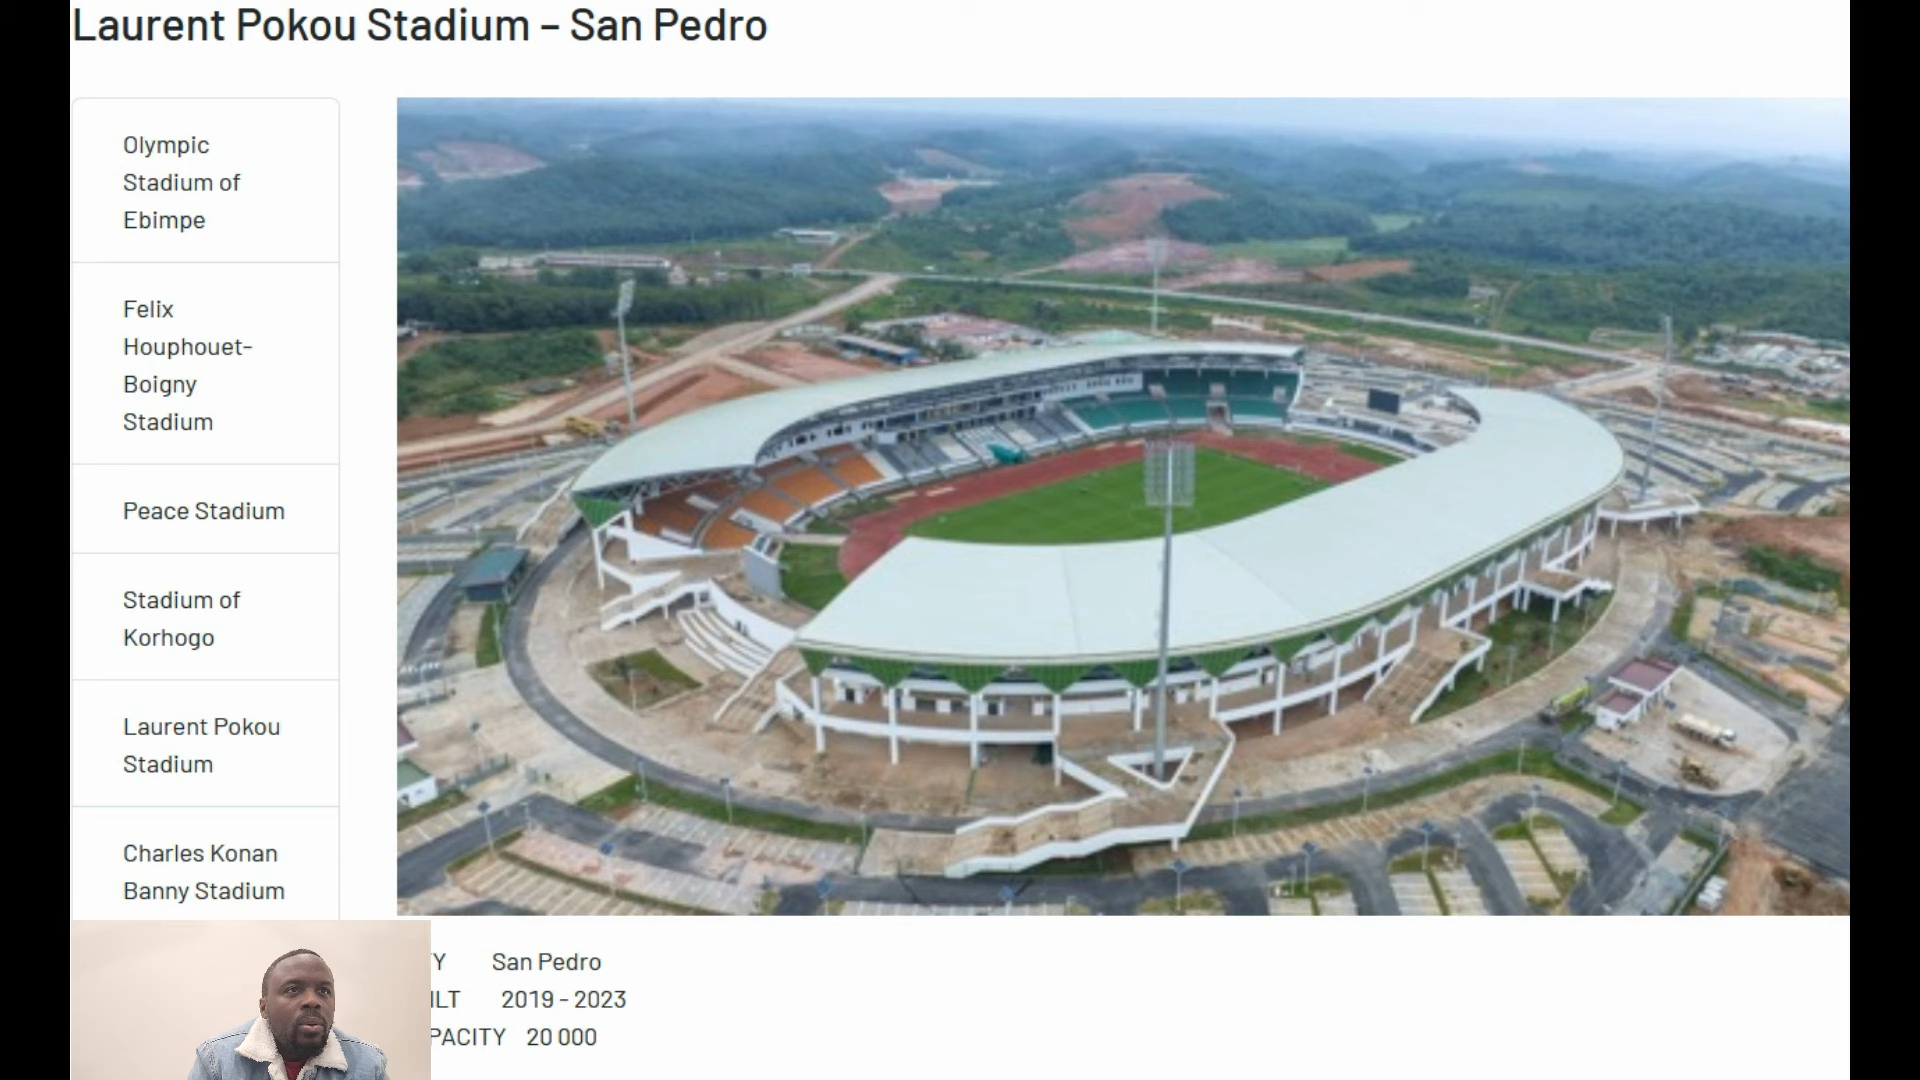 Laurent Pokou Stadium – San Pedro
Olympic
Stadium of
Ebimpe
Felix
Houphouet-
Boigny
Stadium
Peace Stadium
Stadium of
Korhogo
Laurent Pokou
Stadium
Charles Konan
Banny Stadium
Y San Pedro
ILT 2019 - 2023
PACITY 20 000